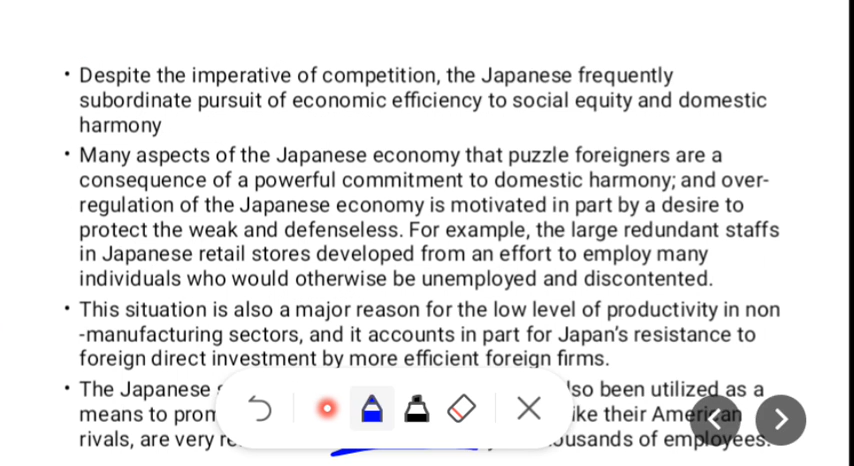 • Despite the imperative of competition, the Japanese frequently
subordinate pursuit of economic efficiency to social equity and domestic
harmony
• Many aspects of the Japanese economy that puzzle foreigners are a
consequence of a powerful commitment to domestic harmony; and over-
regulation of the Japanese economy is motivated in part by a desire to
protect the weak and defenseless. For example, the large redundant staffs
in Japanese retail stores developed from an effort to employ many
individuals who would otherwise be unemployed and discontented.
• This situation is also a major reason for the low level of productivity in non
-manufacturing sectors, and it accounts in part for Japan’s resistance to
foreign direct investment by more efficient foreign firms.
• The Japanese been utilized as a
means to their American
rivals, are very of employees.